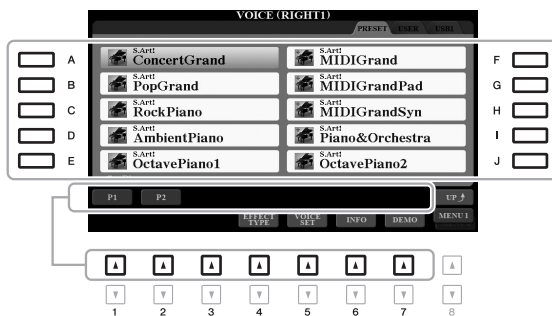 VOICE (RIGHT1)
PRESET USER USB1
A S.Art! ConcertGrand S.Art! MIDIGrand F
B S.Art! PopGrand S.Art! MIDIGrandPad G
C S.Art! RockPiano S.Art! MIDIGrandSyn H
D S.Art! AmbientPiano S.Art! Piano&Orchestra I
E S.Art! OctavePiano1 S.Art! OctavePiano2 J
P1 P2 UP
EFFECT TYPE VOICE SET INFO DEMO MENU 1
1 2 3 4 5 6 7 8